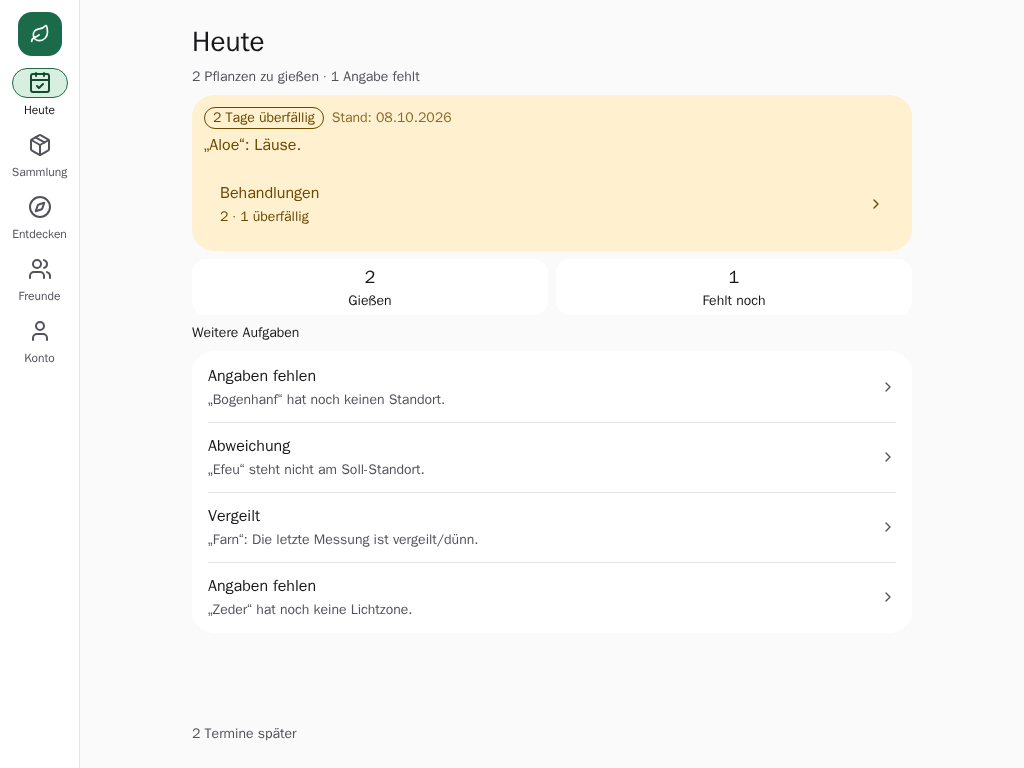 Heute
Sammlung
Entdecken
Freunde
Konto
Heute
2 Pflanzen zu gießen · 1 Angabe fehlt
2 Tage überfällig Stand: 08.10.2026
„Aloe“: Läuse.
Behandlungen
2 · 1 überfällig
2
Gießen
1
Fehlt noch
Weitere Aufgaben
Angaben fehlen
„Bogenhanf“ hat noch keinen Standort.
Abweichung
„Efeu“ steht nicht am Soll-Standort.
Vergeilt
„Farn“: Die letzte Messung ist vergeilt/dünn.
Angaben fehlen
„Zeder“ hat noch keine Lichtzone.
2 Termine später